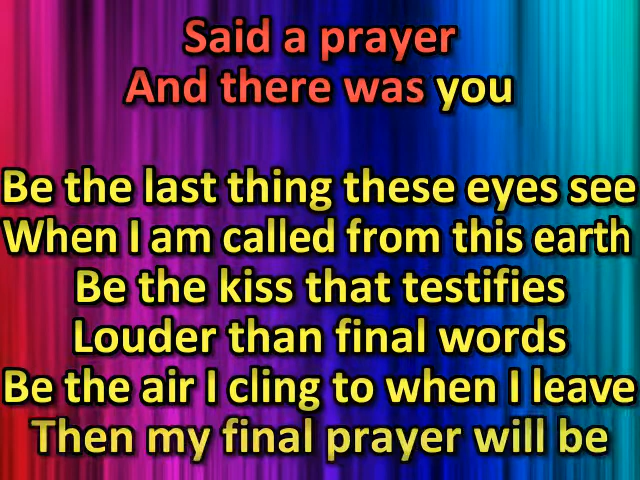 Said a prayer
And there was you
Be the last thing these eyes see
When I am called from this earth
Be the kiss that testifies
Louder than final words
Be the air I cling to when I leave
Then my final prayer will be